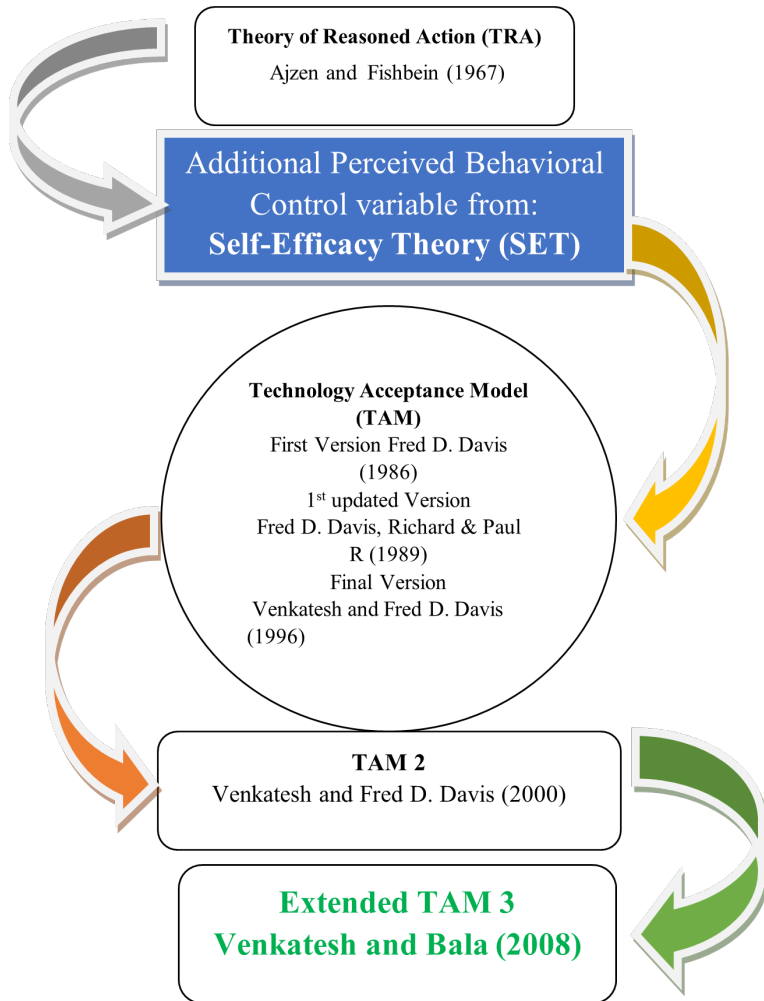 Theory of Reasoned Action (TRA)
Ajzen and Fishbein (1967)
Additional Perceived Behavioral
Control variable from:
Self-Efficacy Theory (SET)
Technology Acceptance Model
(TAM)
First Version Fred D. Davis
(1986)
1st updated Version
Fred D. Davis, Richard & Paul
R (1989)
Final Version
Venkatesh and Fred D. Davis
(1996)
TAM 2
Venkatesh and Fred D. Davis (2000)
Extended TAM 3
Venkatesh and Bala (2008)